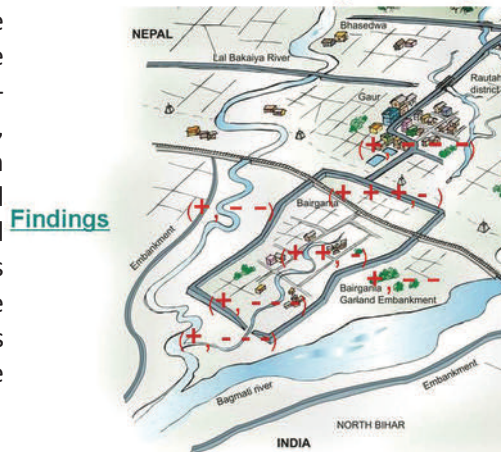 Findings
NEPAL
Bhasedwa
Lal Bakaiya River
Rautah
district
Gaur
(+, - - -)
(+ + +, -)
Bairgania
(+, - -)
(+ +, -)
Embankment
(+, - - -)
Bairgania
Garland Embankment
(+, - - -)
(+, - - -)
Bagmati river
Embankment
NORTH BIHAR
INDIA